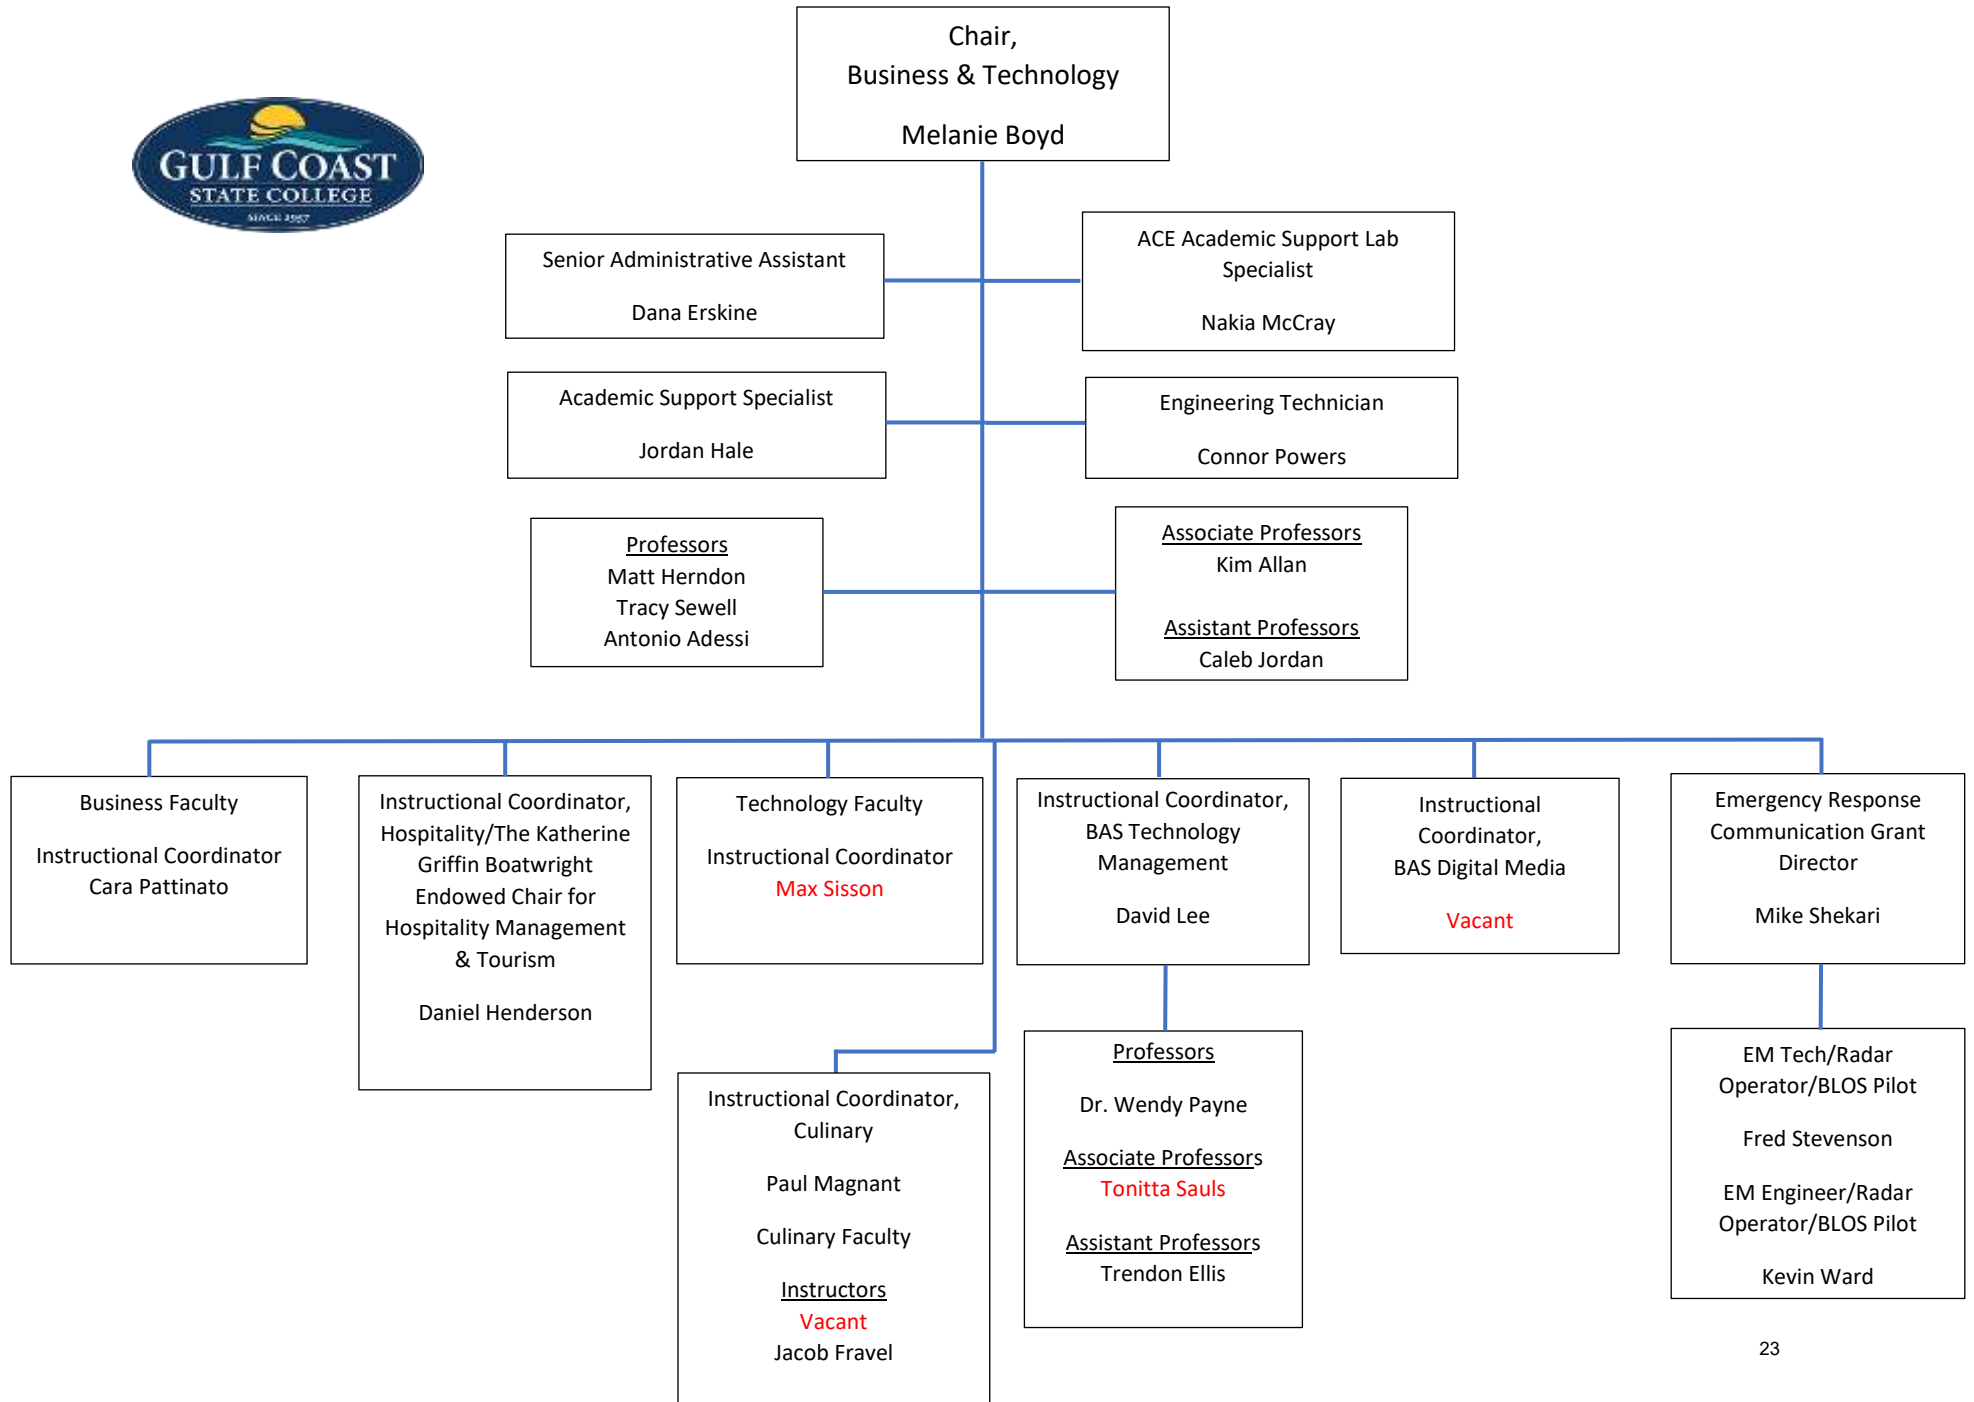 Chair,
Business & Technology
Melanie Boyd
GULF COAST
STATE COLLEGE
SINCE 1957
Senior Administrative Assistant
Dana Erskine
ACE Academic Support Lab
Specialist
Nakia McCray
Academic Support Specialist
Jordan Hale
Engineering Technician
Connor Powers
Professors
Matt Herndon
Tracy Sewell
Antonio Adessi
Associate Professors
Kim Allan
Assistant Professors
Caleb Jordan
Business Faculty
Instructional Coordinator
Cara Pattinato
Instructional Coordinator,
Hospitality/The Katherine
Griffin Boatwright
Endowed Chair for
Hospitality Management
& Tourism
Daniel Henderson
Technology Faculty
Instructional Coordinator
Max Sisson
Instructional Coordinator,
BAS Technology
Management
David Lee
Instructional
Coordinator,
BAS Digital Media
Vacant
Emergency Response
Communication Grant
Director
Mike Shekari
Instructional Coordinator,
Culinary
Paul Magnant
Culinary Faculty
Instructors
Vacant
Jacob Fravel
Professors
Dr. Wendy Payne
Associate Professors
Tonitta Sauls
Assistant Professors
Trendon Ellis
EM Tech/Radar
Operator/BLOS Pilot
Fred Stevenson
EM Engineer/Radar
Operator/BLOS Pilot
Kevin Ward
23